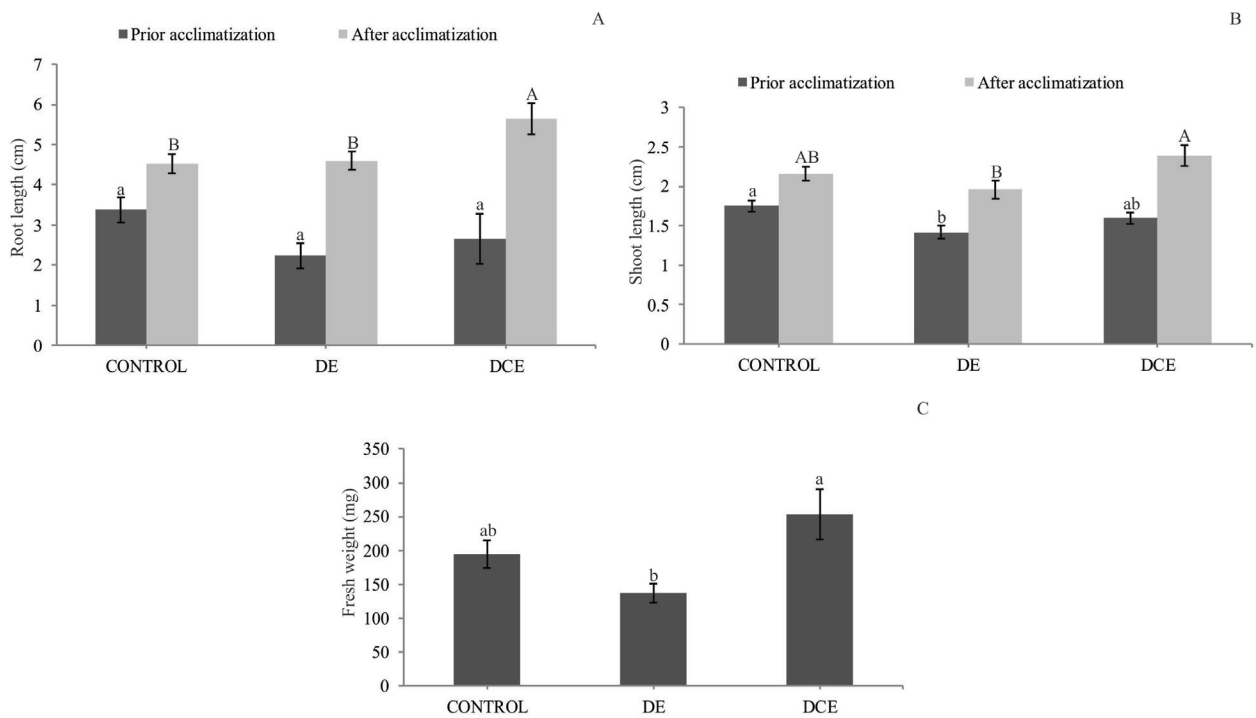 A
Prior acclimatization After acclimatization
7
6
5
4
3
2
1
0
Root length (cm)
a B a B a A
CONTROL DE DCE
B
Prior acclimatization After acclimatization
3
2.5
2
1.5
1
0.5
0
Shoot length (cm)
a AB b B ab A
CONTROL DE DCE
C
350
300
250
200
150
100
50
0
Fresh weight (mg)
ab b a
CONTROL DE DCE